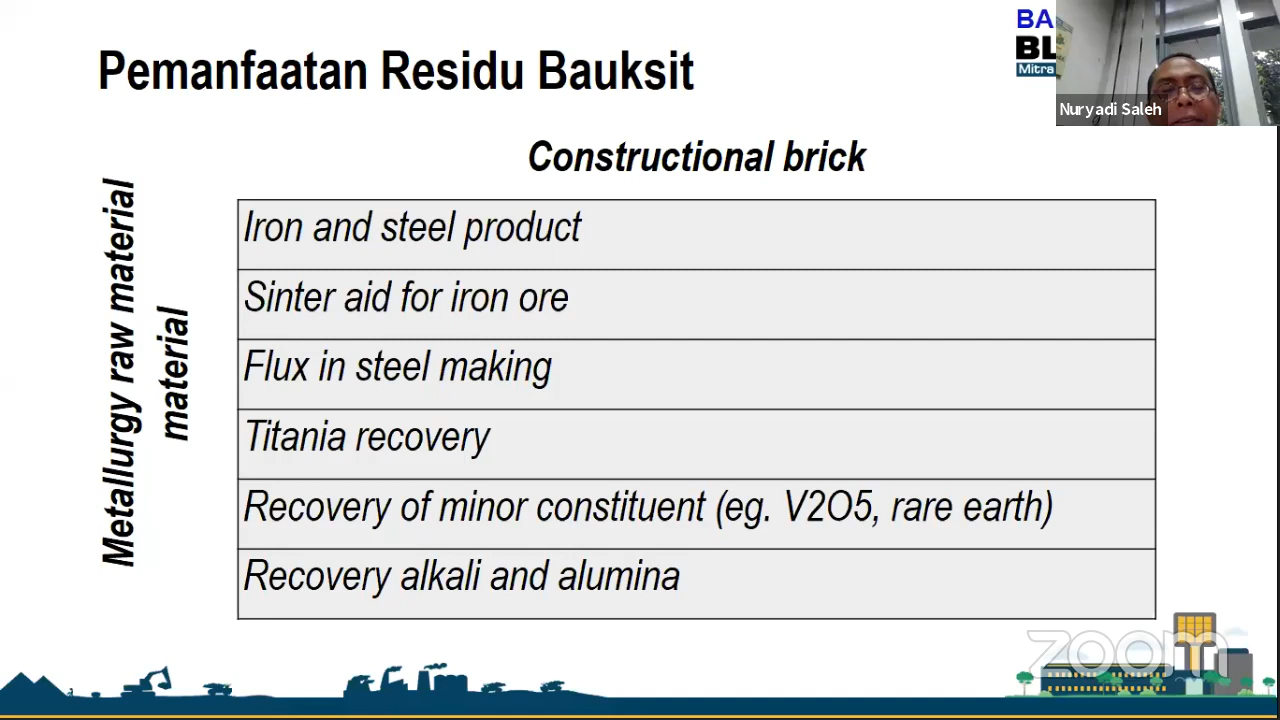 Pemanfaatan Residu Bauksit
BA
BL
Mitra
Nuryadi Saleh
Constructional brick
Metallurgy raw material
material
Iron and steel product
Sinter aid for iron ore
Flux in steel making
Titania recovery
Recovery of minor constituent (eg. V2O5, rare earth)
Recovery alkali and alumina
zoom